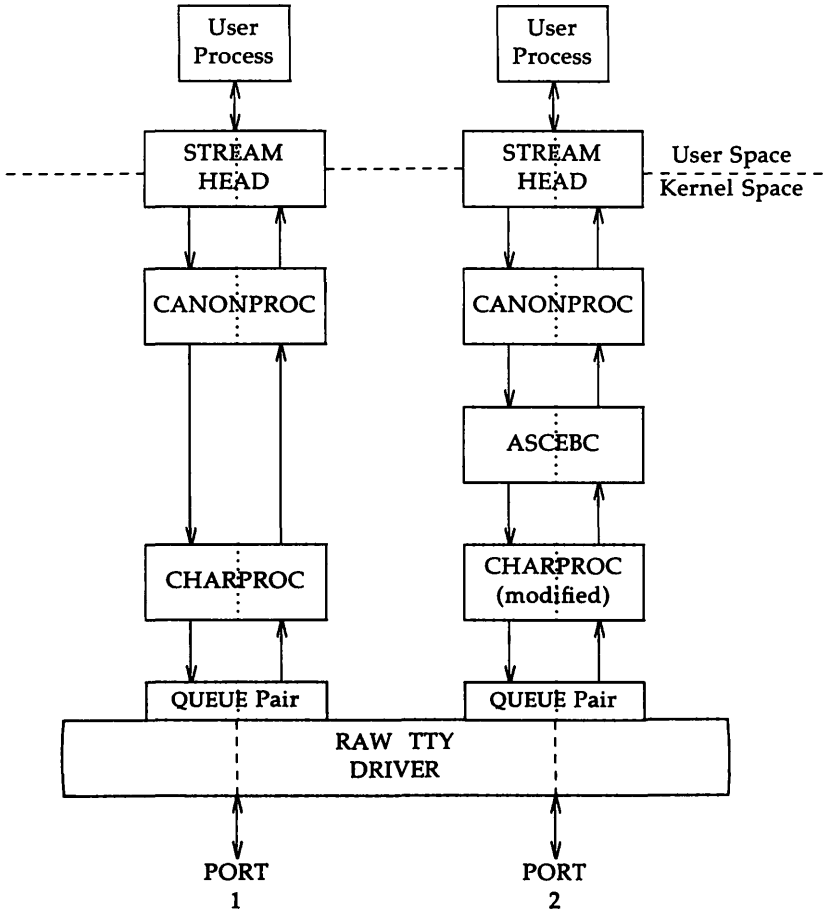 User
Process
User
Process
STREAM
HEAD
STREAM
HEAD
User Space
Kernel Space
CANONPROC
CANONPROC
ASCEBC
CHARPROC
CHARPROC
(modified)
QUEUE Pair
QUEUE Pair
RAW TTY
DRIVER
PORT
1
PORT
2